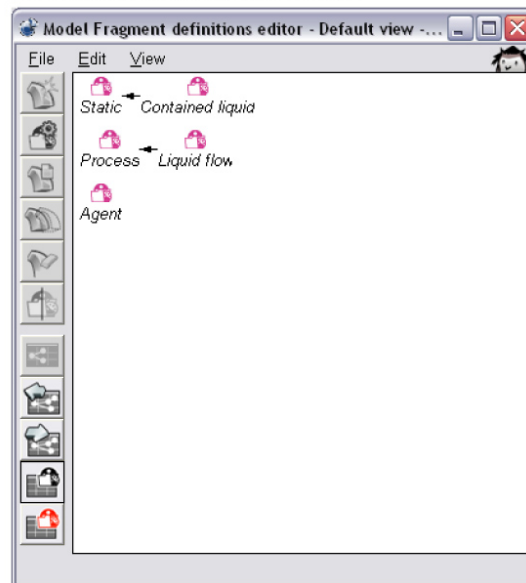 Model Fragment definitions editor - Default view -...
File Edit View
Static Contained liquid
Process Liquid flow
Agent